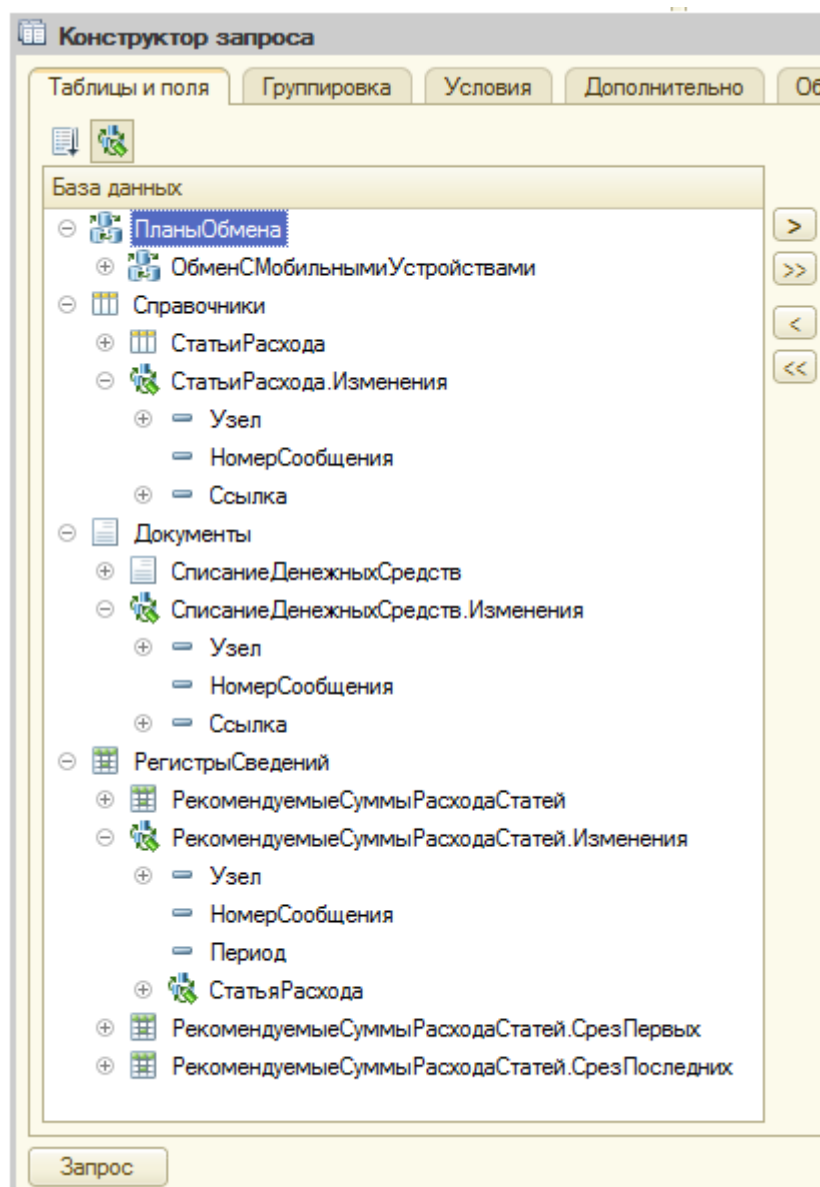 Конструктор запроса
Таблицы и поля Группировка Условия Дополнительно Об
База данных
ПланыОбмена
ОбменСМобильнымиУстройствами
Справочники
СтатьиРасхода
СтатьиРасхода.Изменения
Узел
НомерСообщения
Ссылка
Документы
СписаниеДенежныхСредств
СписаниеДенежныхСредств.Изменения
Узел
НомерСообщения
Ссылка
РегистрыСведений
РекомендуемыеСуммыРасходаСтатей
РекомендуемыеСуммыРасходаСтатей.Изменения
Узел
НомерСообщения
Период
СтатьяРасхода
РекомендуемыеСуммыРасходаСтатей.СрезПервых
РекомендуемыеСуммыРасходаСтатей.СрезПоследних
>
>>
<
<<
Запрос